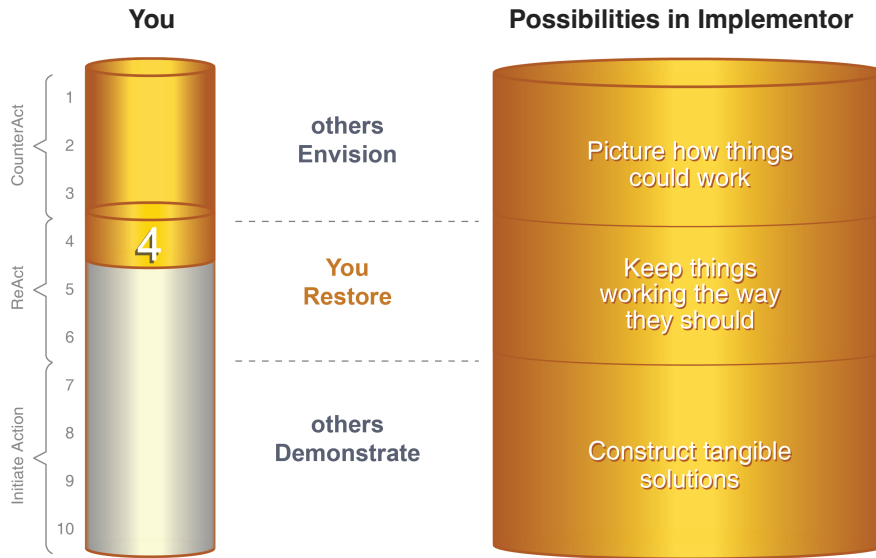 You
Possibilities in Implementor
CounterAct
1
2
3
ReAct
4
5
6
Initiate Action
7
8
9
10
4
others
Envision
You
Restore
others
Demonstrate
Picture how things
could work
Keep things
working the way
they should
Construct tangible
solutions